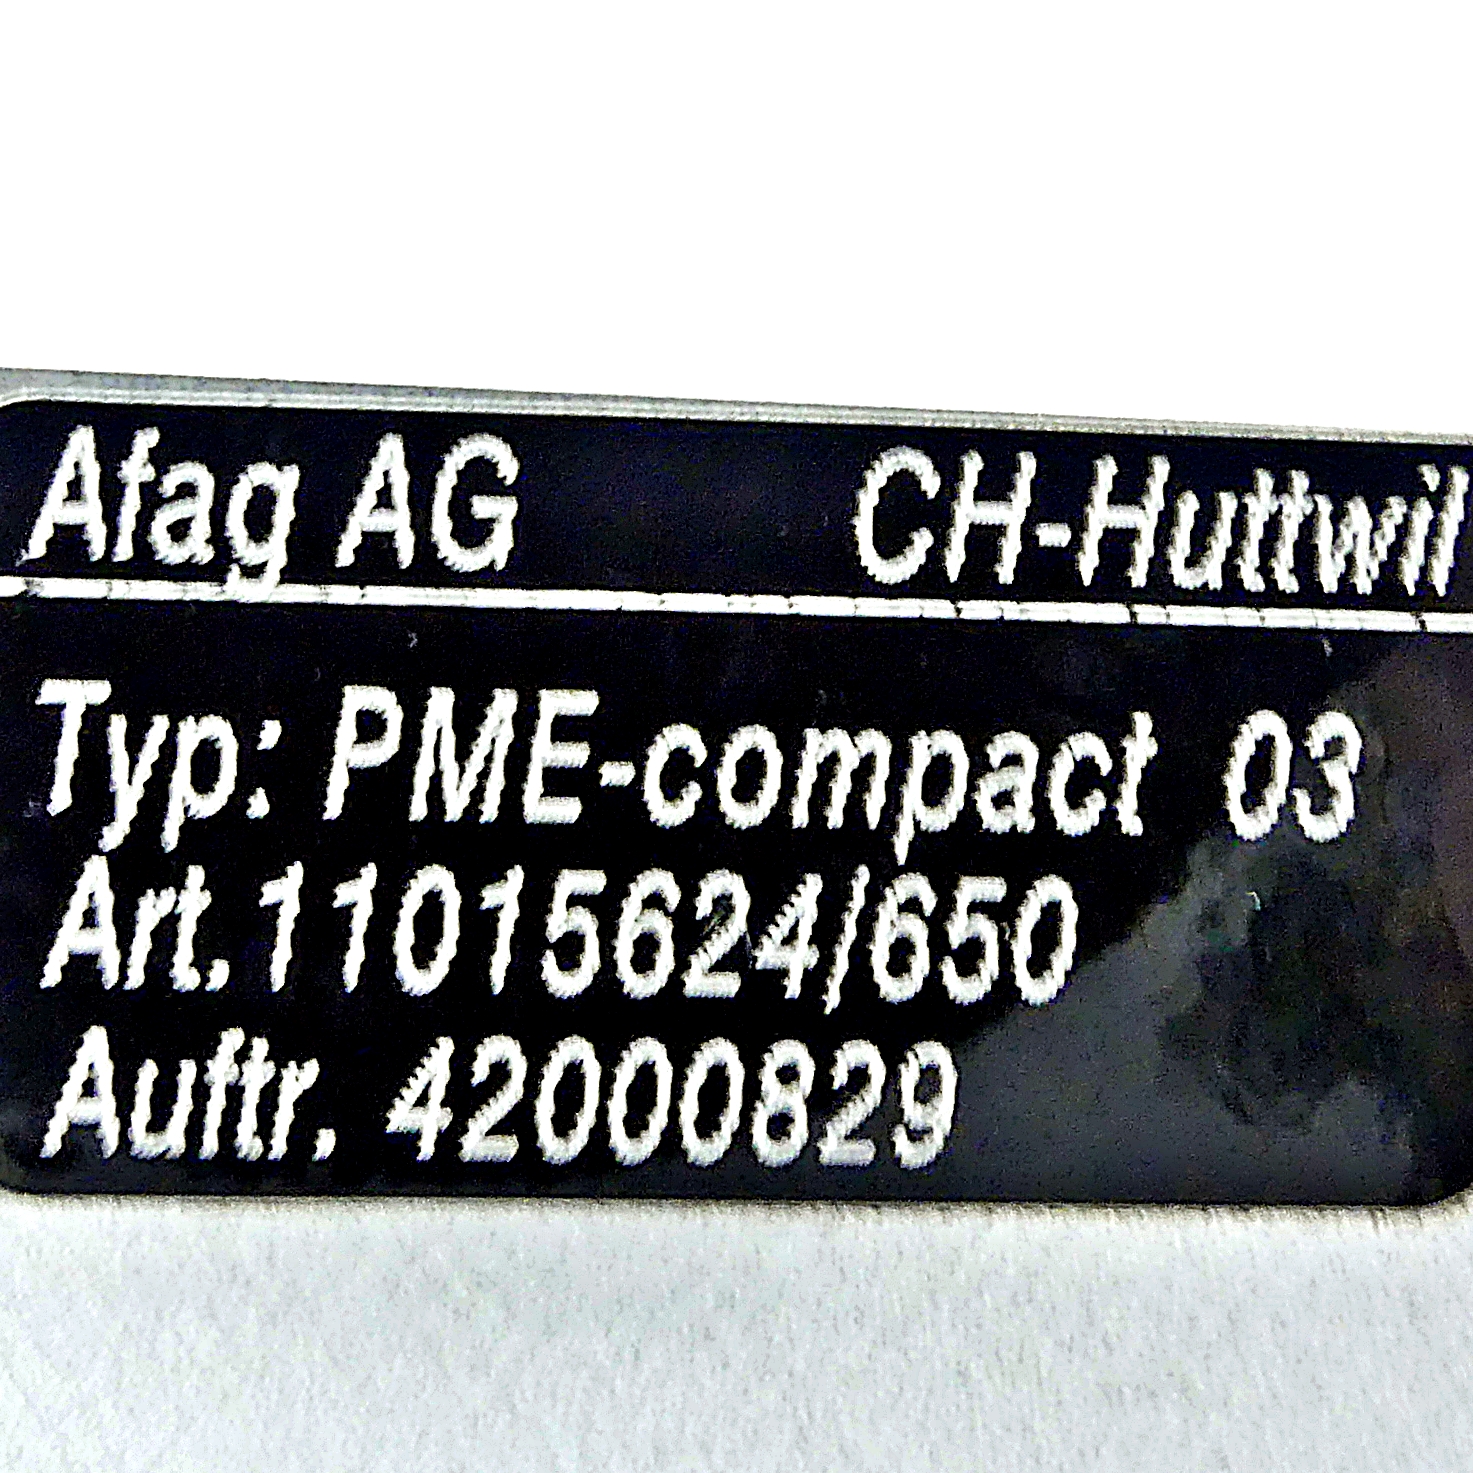 Afag AG CH-Huttwil
Typ: PME-compact 03
Art.11015624/650
Auftr. 42000829